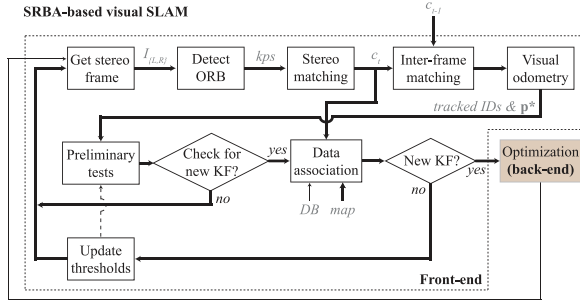 SRBA-based visual SLAM
c_{t-1}
Get stereo
frame
I_{{L,R}}
Detect
ORB
kps
Stereo
matching
c_t
Inter-frame
matching
Visual
odometry
tracked IDs & p*
Preliminary
tests
Check for
new KF?
yes
no
Data
association
DB
map
New KF?
yes
no
Optimization
(back-end)
Update
thresholds
Front-end